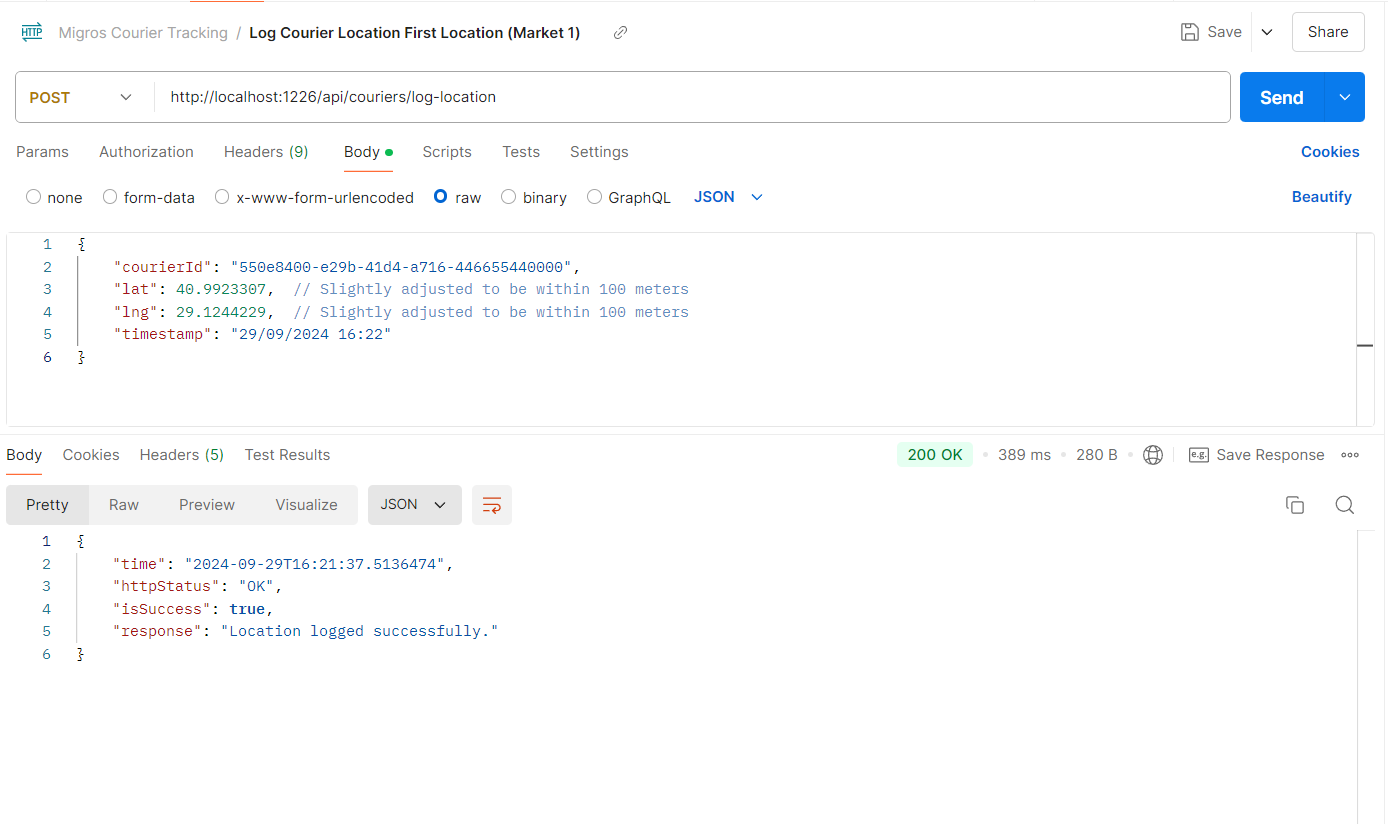 HTTP Migros Courier Tracking / Log Courier Location First Location (Market 1) Save Share
POST http://localhost:1226/api/couriers/log-location Send
Params Authorization Headers (9) Body Scripts Tests Settings Cookies
none form-data x-www-form-urlencoded raw binary GraphQL JSON Beautify
1 {
2 "courierId": "550e8400-e29b-41d4-a716-446655440000",
3 "lat": 40.9923307, // Slightly adjusted to be within 100 meters
4 "lng": 29.1244229, // Slightly adjusted to be within 100 meters
5 "timestamp": "29/09/2024 16:22"
6 }
Body Cookies Headers (5) Test Results 200 OK 389 ms 280 B e.g. Save Response
Pretty Raw Preview Visualize JSON
1 {
2 "time": "2024-09-29T16:21:37.5136474",
3 "httpStatus": "OK",
4 "isSuccess": true,
5 "response": "Location logged successfully."
6 }